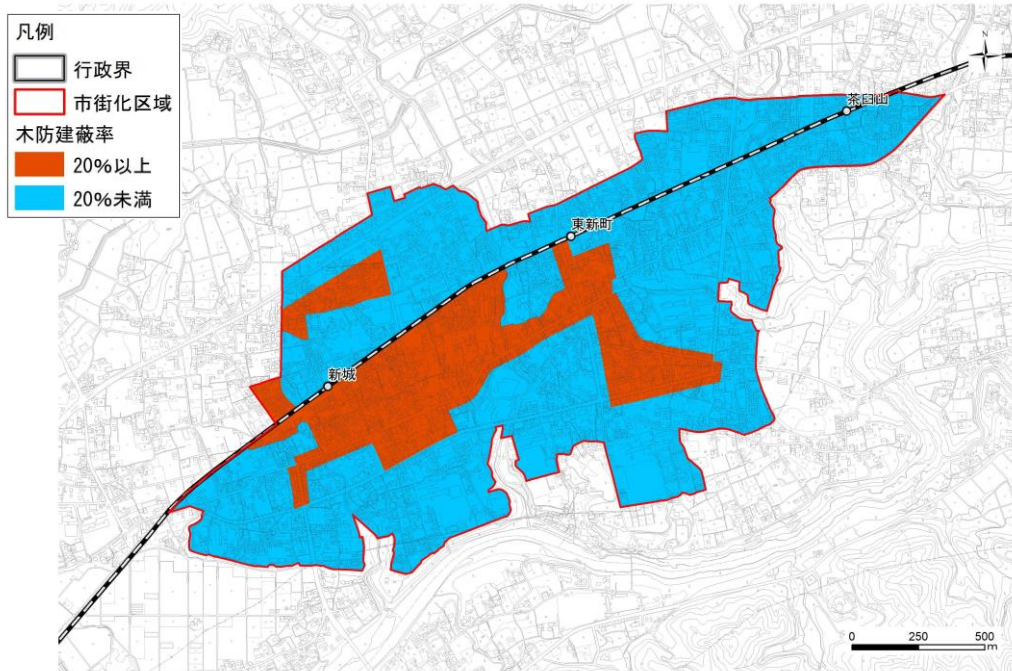 凡例
行政界
市街化区域
木防建蔽率
20%以上
20%未満
N
茶臼山
東新町
新城
0 250 500
m